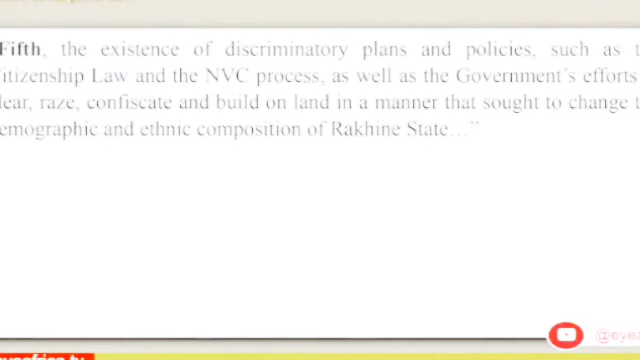 Fifth, the existence of discriminatory plans and policies, such as t
itizenship Law and the NVC process, as well as the Government's efforts
lear, raze, confiscate and build on land in a manner that sought to change t
emographic and ethnic composition of Rakhine State…”
@eyea